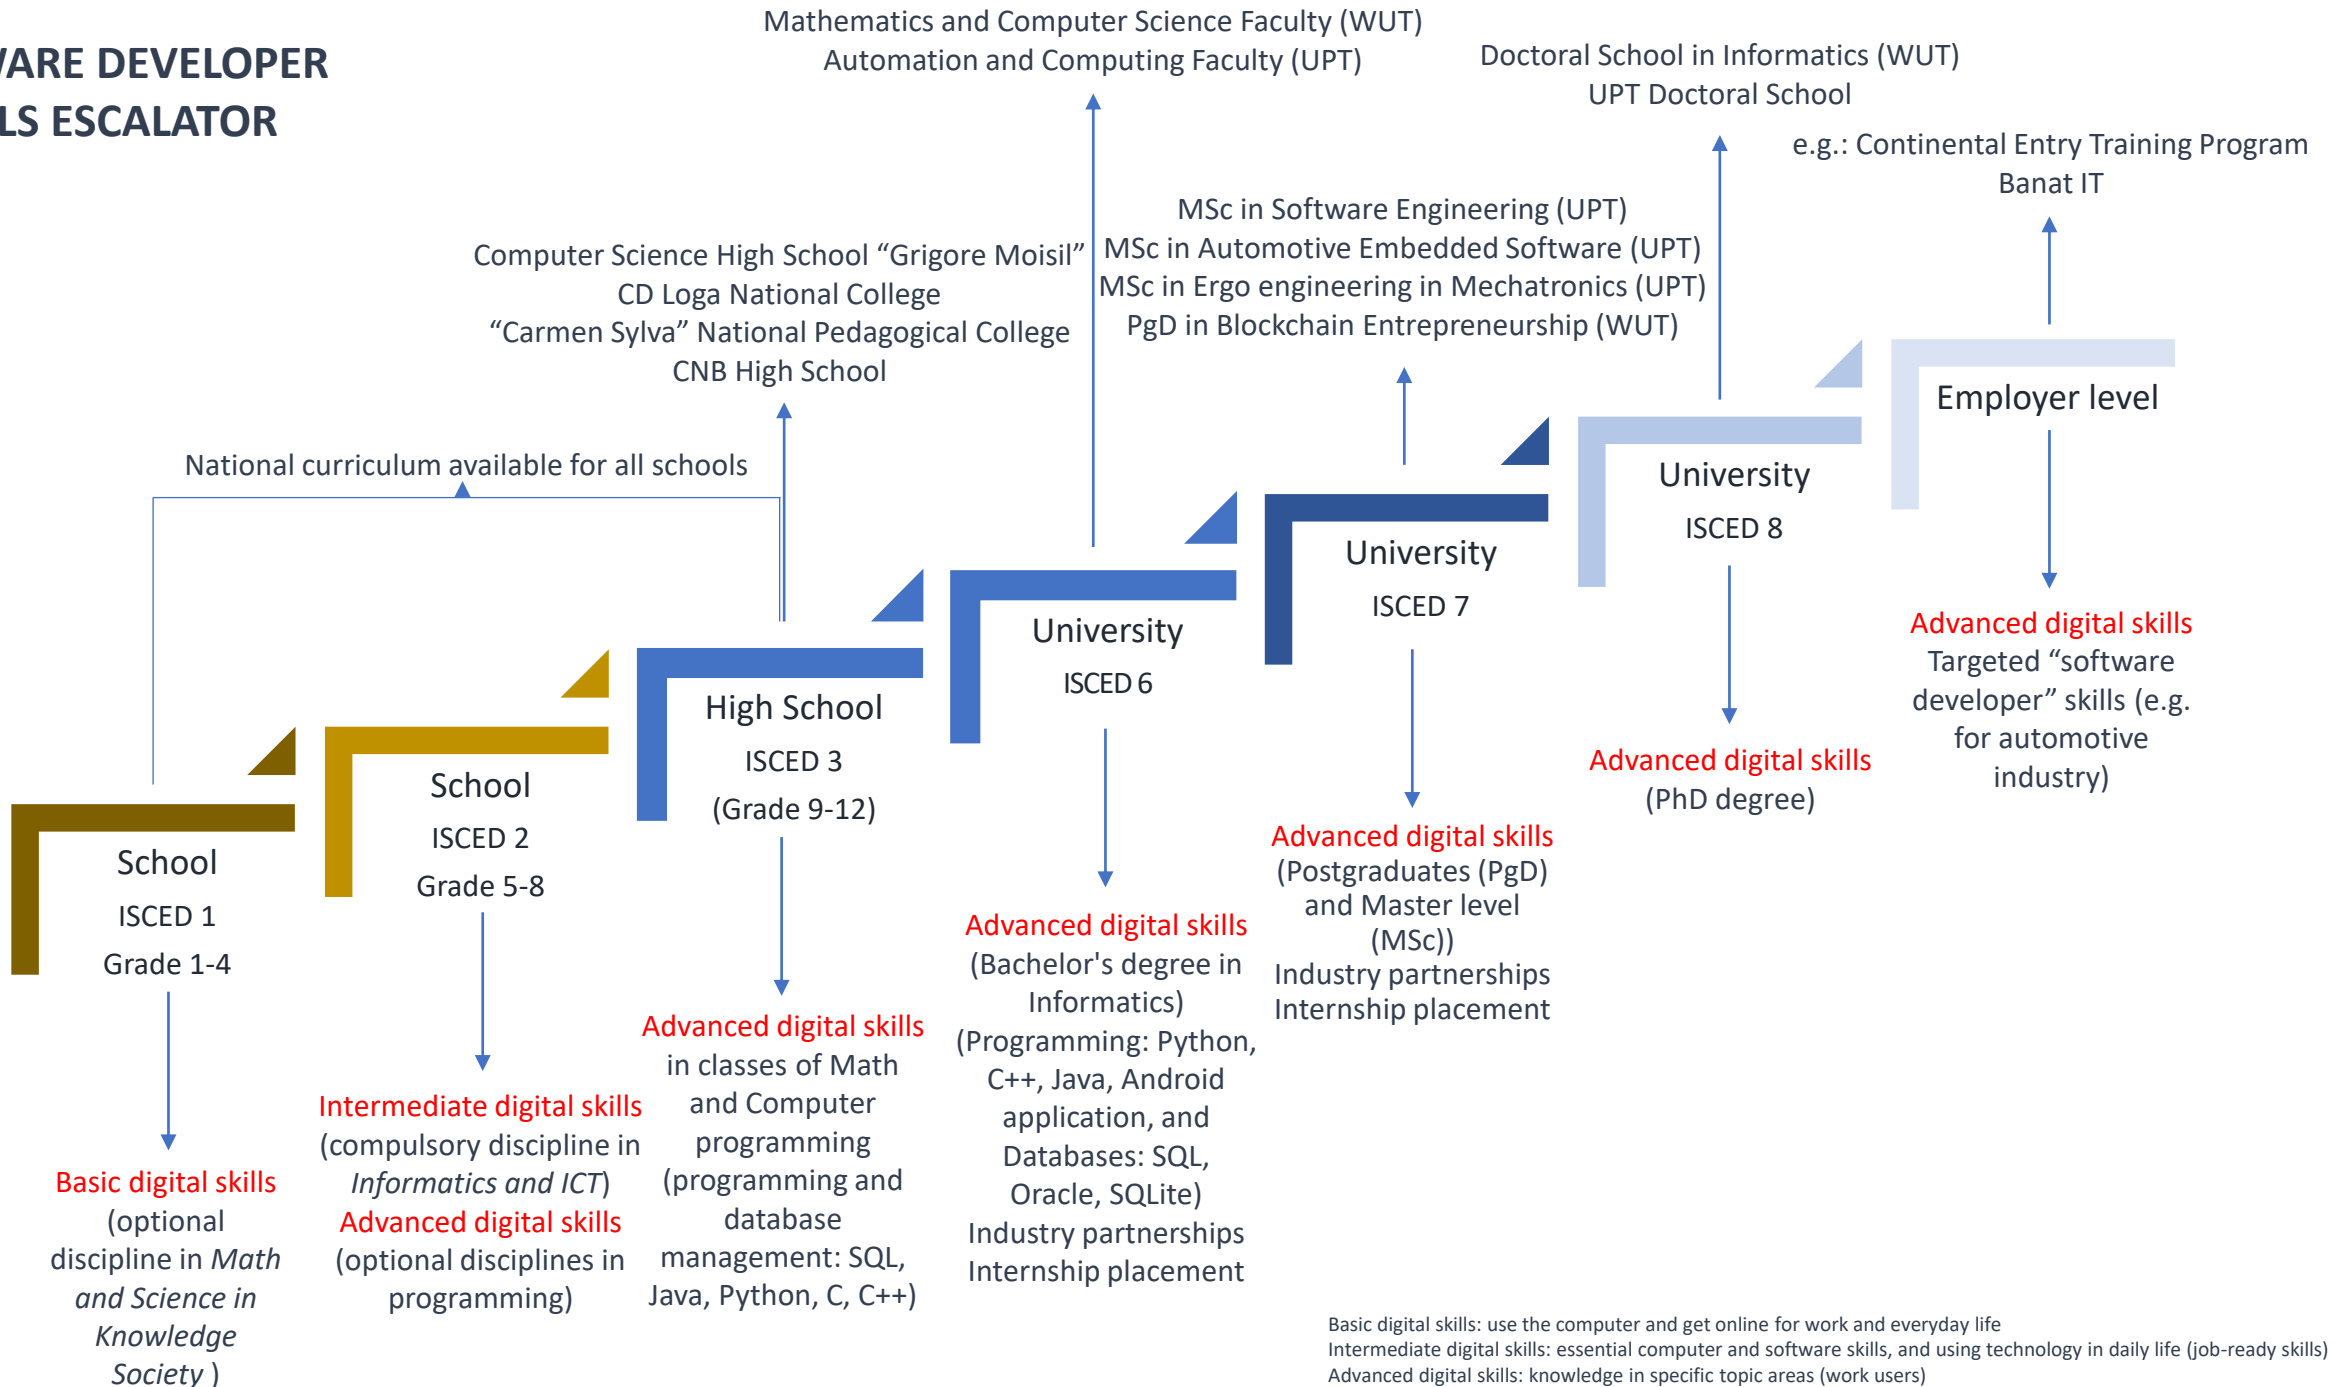 WARE DEVELOPER
LS ESCALATOR
Mathematics and Computer Science Faculty (WUT)
Automation and Computing Faculty (UPT)
Doctoral School in Informatics (WUT)
UPT Doctoral School
e.g.: Continental Entry Training Program
Banat IT
MSc in Software Engineering (UPT)
MSc in Automotive Embedded Software (UPT)
MSc in Ergo engineering in Mechatronics (UPT)
PgD in Blockchain Entrepreneurship (WUT)
Computer Science High School “Grigore Moisil”
CD Loga National College
“Carmen Sylva” National Pedagogical College
CNB High School
National curriculum available for all schools
School
ISCED 1
Grade 1-4
Basic digital skills
(optional
discipline in Math
and Science in
Knowledge
Society )
School
ISCED 2
Grade 5-8
Intermediate digital skills
(compulsory discipline in
Informatics and ICT)
Advanced digital skills
(optional disciplines in
programming)
High School
ISCED 3
(Grade 9-12)
Advanced digital skills
in classes of Math
and Computer
programming
(programming and
database
management: SQL,
Java, Python, C, C++)
University
ISCED 6
Advanced digital skills
(Bachelor's degree in
Informatics)
(Programming: Python,
C++, Java, Android
application, and
Databases: SQL,
Oracle, SQLite)
Industry partnerships
Internship placement
University
ISCED 7
Advanced digital skills
(Postgraduates (PgD)
and Master level
(MSc))
Industry partnerships
Internship placement
University
ISCED 8
Advanced digital skills
(PhD degree)
Employer level
Advanced digital skills
Targeted “software
developer” skills (e.g.
for automotive
industry)
Basic digital skills: use the computer and get online for work and everyday life
Intermediate digital skills: essential computer and software skills, and using technology in daily life (job-ready skills)
Advanced digital skills: knowledge in specific topic areas (work users)